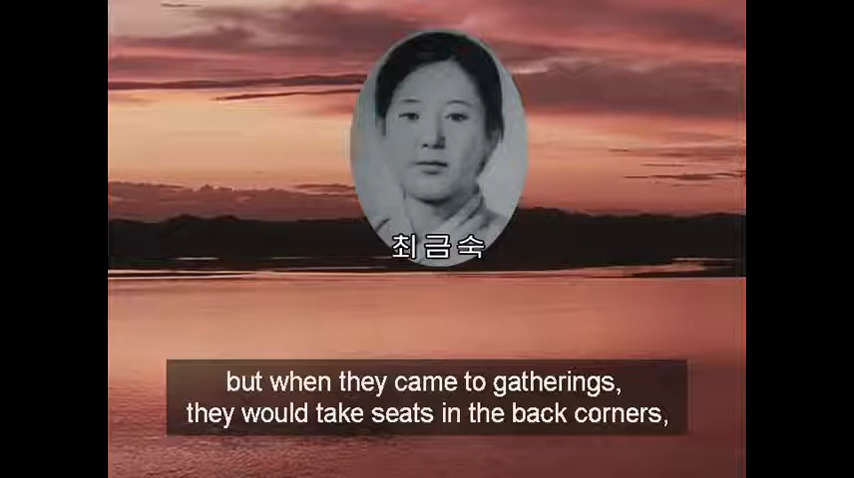 최금숙
but when they came to gatherings,
they would take seats in the back corners,